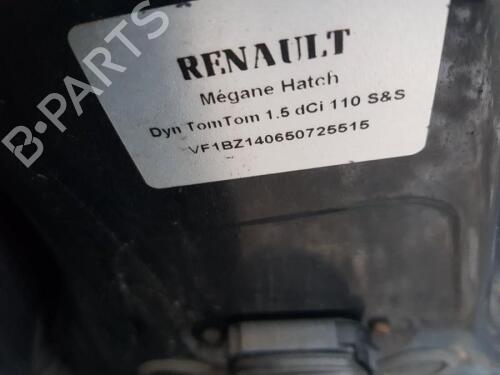 RENAULT
Mégane Hatch
Dyn TomTom 1.5 dCi 110 S&S
VF1BZ140650725515
B-PARTS